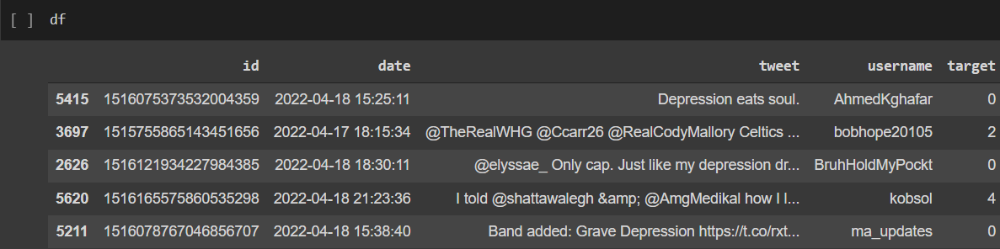 [ ] df
id date tweet username target
5415 1516075373532004359 2022-04-18 15:25:11 Depression eats soul. AhmedKghafar 0
3697 1515755865143451656 2022-04-17 18:15:34 @TheRealWHG @Ccarr26 @RealCodyMallory Celtics ... bobhope20105 2
2626 1516121934227984385 2022-04-18 18:30:11 @elyssae_ Only cap. Just like my depression dr... BruhHoldMyPockt 0
5620 1516165575860535298 2022-04-18 21:23:36 I told @shattawalegh &amp; @AmgMedikal how I l... kobsol 4
5211 1516078767046856707 2022-04-18 15:38:40 Band added: Grave Depression https://t.co/rxt... ma_updates 0